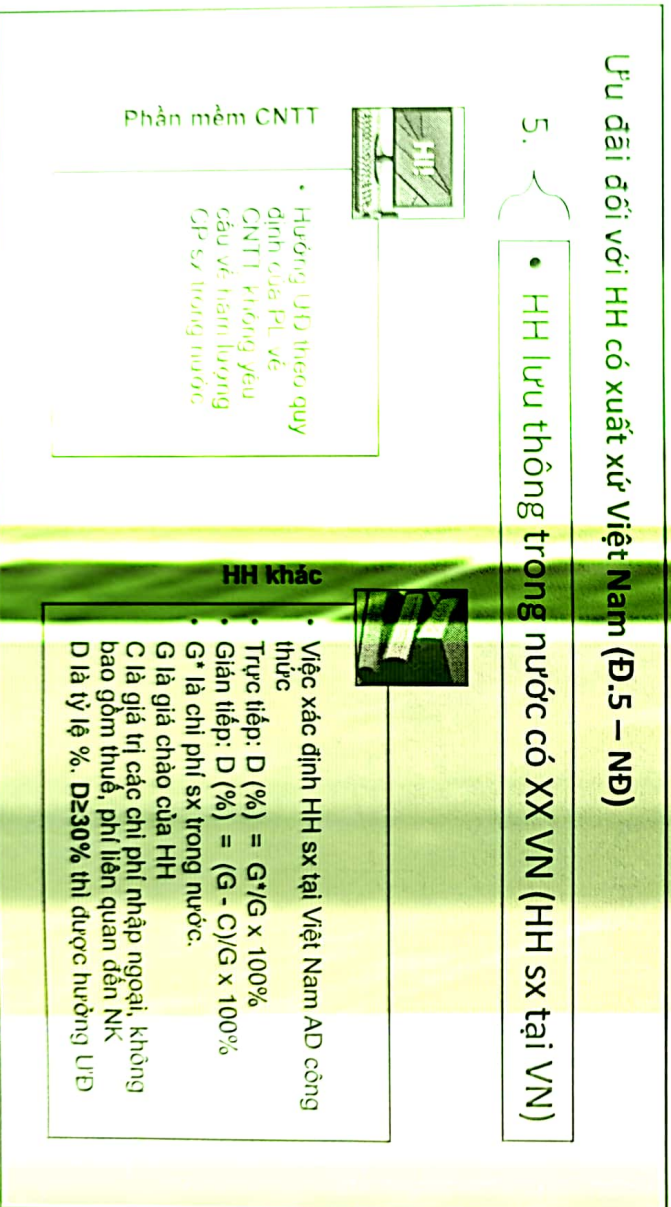 Ưu đãi đối với HH có xuất xứ Việt Nam (Đ.5 – NĐ)
5.
• HH lưu thông trong nước có XX VN (HH sx tại VN)
Phần mềm CNTT
• Hưởng ƯĐ theo quy
định của PL về
CNTT, không yêu
cầu về hàm lượng
CP sx trong nước
HH khác
• Việc xác định HH sx tại Việt Nam AD công
thức
• Trực tiếp: D (%) = G*/G x 100%
• Gián tiếp: D (%) = (G - C)/G x 100%
• G* là chi phí sx trong nước.
G là giá chào của HH
C là giá trị các chi phí nhập ngoại, không
bao gồm thuế, phí liên quan đến NK
D là tỷ lệ %. D≥30% thì được hưởng ƯĐ